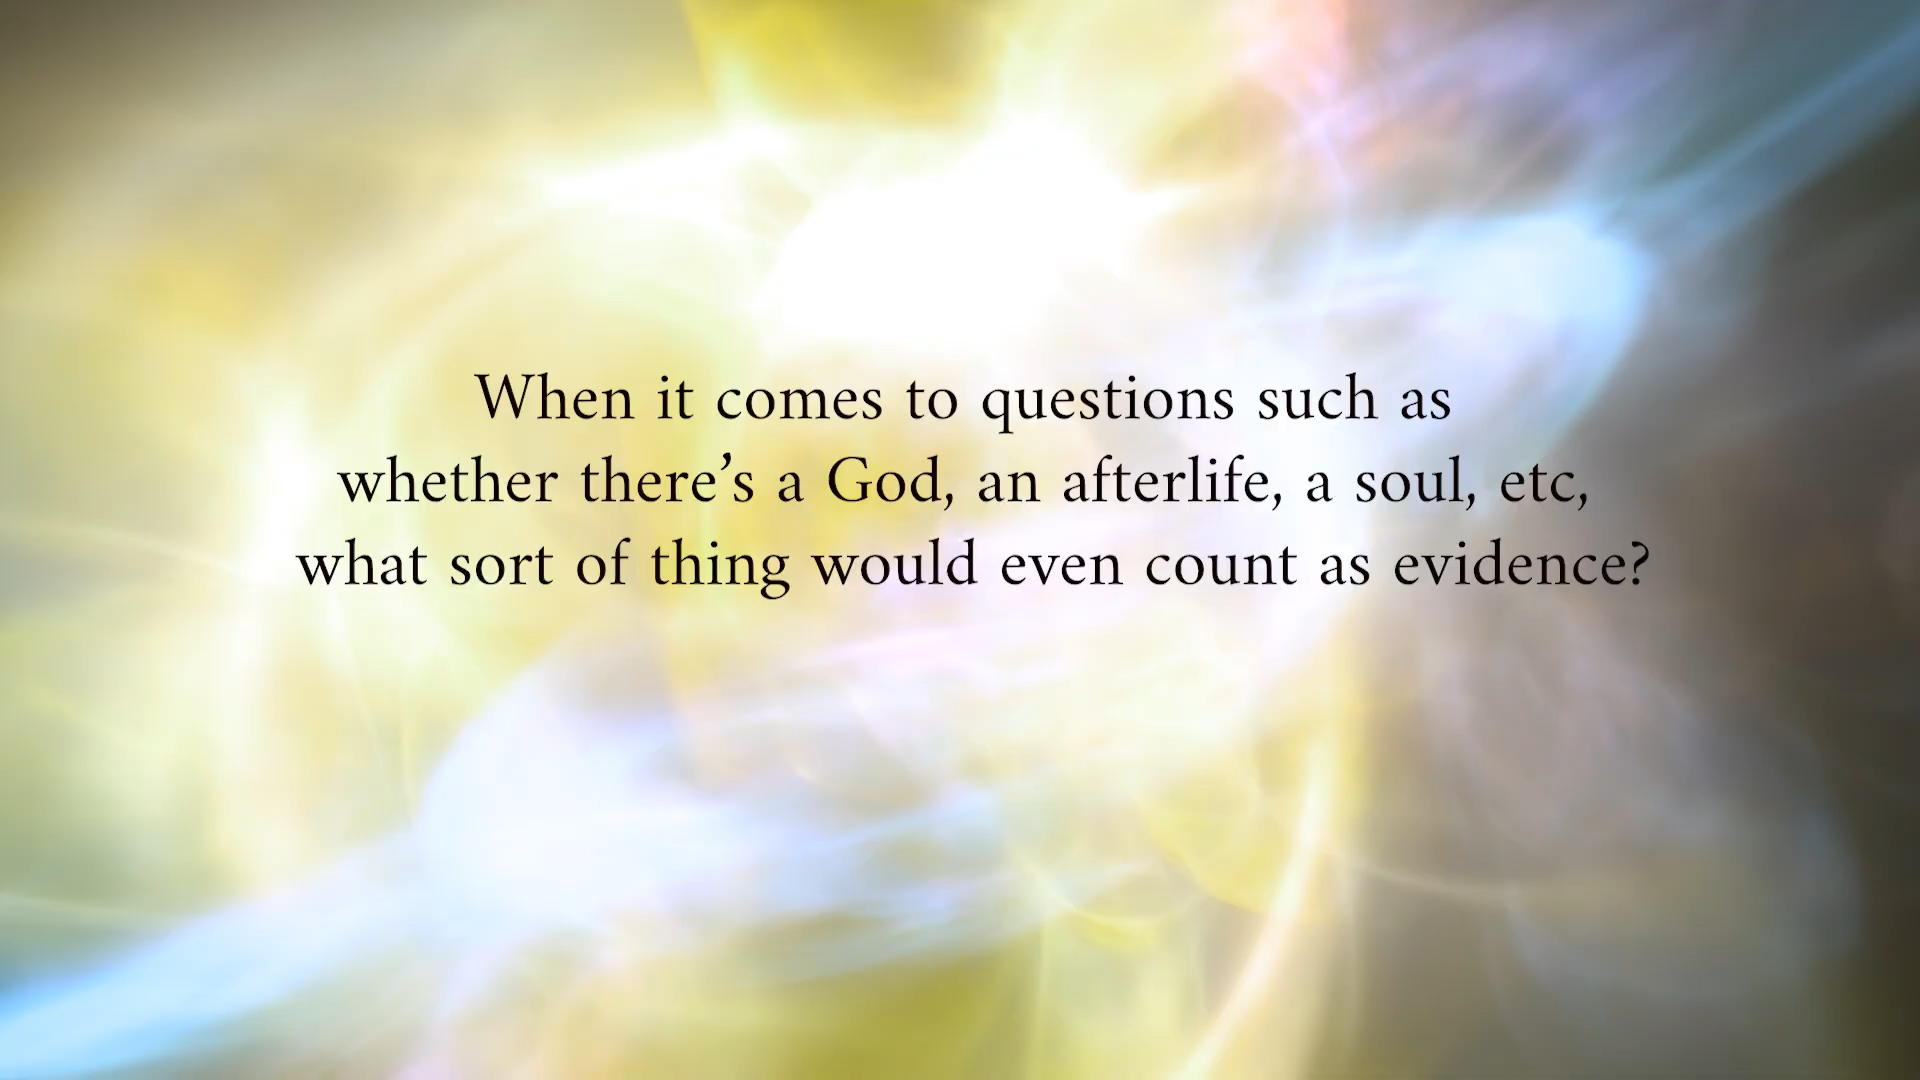 When it comes to questions such as
whether there’s a God, an afterlife, a soul, etc,
what sort of thing would even count as evidence?